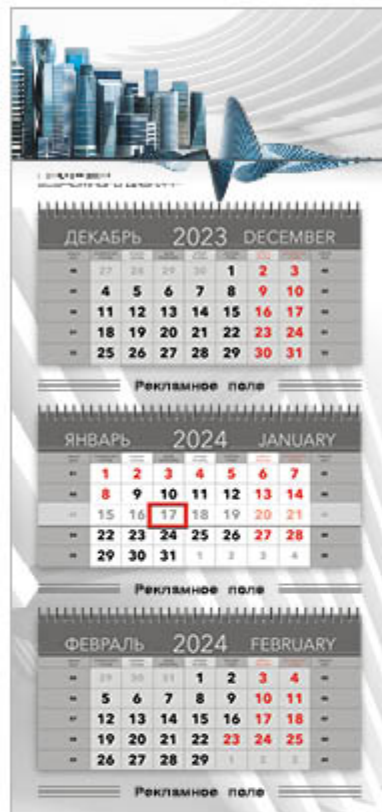 ДЕКАБРЬ 2023 DECEMBER
27 28 29 30 1 2 3
4 5 6 7 8 9 10
11 12 13 14 15 16 17
18 19 20 21 22 23 24
25 26 27 28 29 30 31
Рекламное поле
ЯНВАРЬ 2024 JANUARY
1 2 3 4 5 6 7
8 9 10 11 12 13 14
15 16 17 18 19 20 21
22 23 24 25 26 27 28
29 30 31 1 2 3 4
Рекламное поле
ФЕВРАЛЬ 2024 FEBRUARY
29 30 31 1 2 3 4
5 6 7 8 9 10 11
12 13 14 15 16 17 18
19 20 21 22 23 24 25
26 27 28 29 1 2 3
Рекламное поле